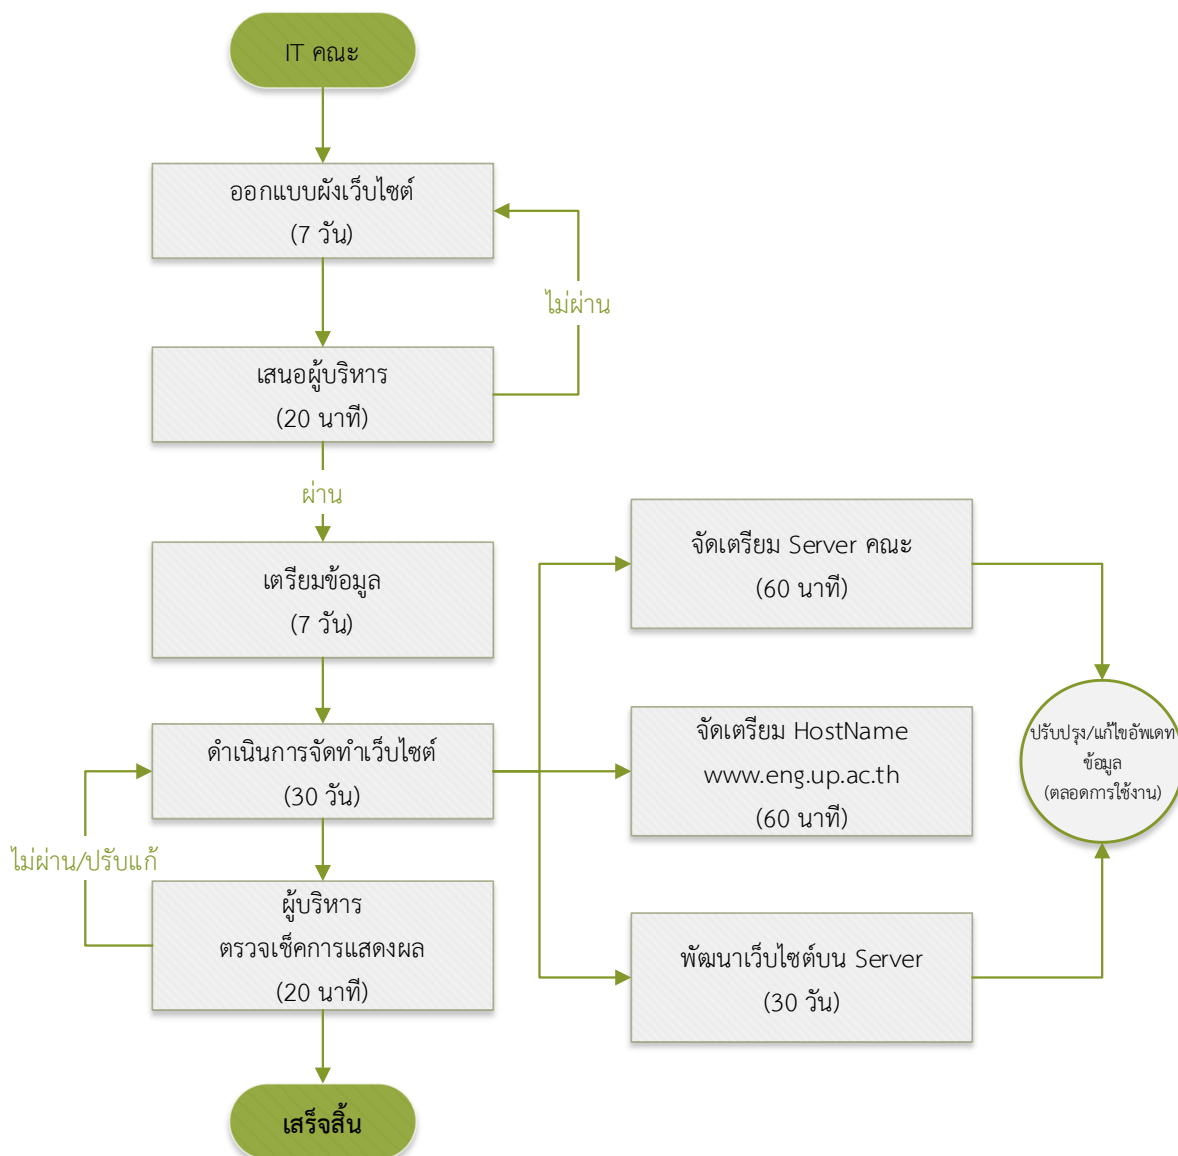 IT คณะ
ออกแบบผังเว็บไซต์
(7 วัน)
ไม่ผ่าน
เสนอผู้บริหาร
(20 นาที)
ผ่าน
เตรียมข้อมูล
(7 วัน)
ดำเนินการจัดทำเว็บไซต์
(30 วัน)
ไม่ผ่าน/ปรับแก้
ผู้บริหาร
ตรวจเช็คการแสดงผล
(20 นาที)
เสร็จสิ้น
จัดเตรียม Server คณะ
(60 นาที)
จัดเตรียม HostName
www.eng.up.ac.th
(60 นาที)
พัฒนาเว็บไซต์บน Server
(30 วัน)
ปรับปรุง/แก้ไขอัพเดท
ข้อมูล
(ตลอดการใช้งาน)